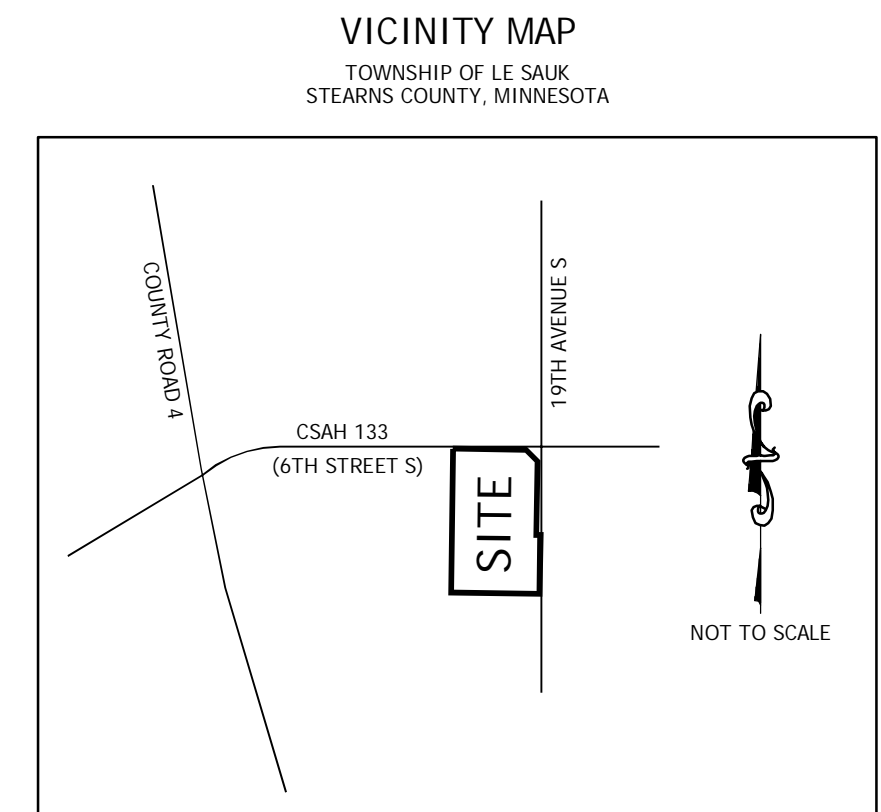 VICINITY MAP
TOWNSHIP OF LE SAUK
STEARNS COUNTY, MINNESOTA
COUNTY ROAD 4
19TH AVENUE S
CSAH 133
(6TH STREET S)
SITE
NOT TO SCALE